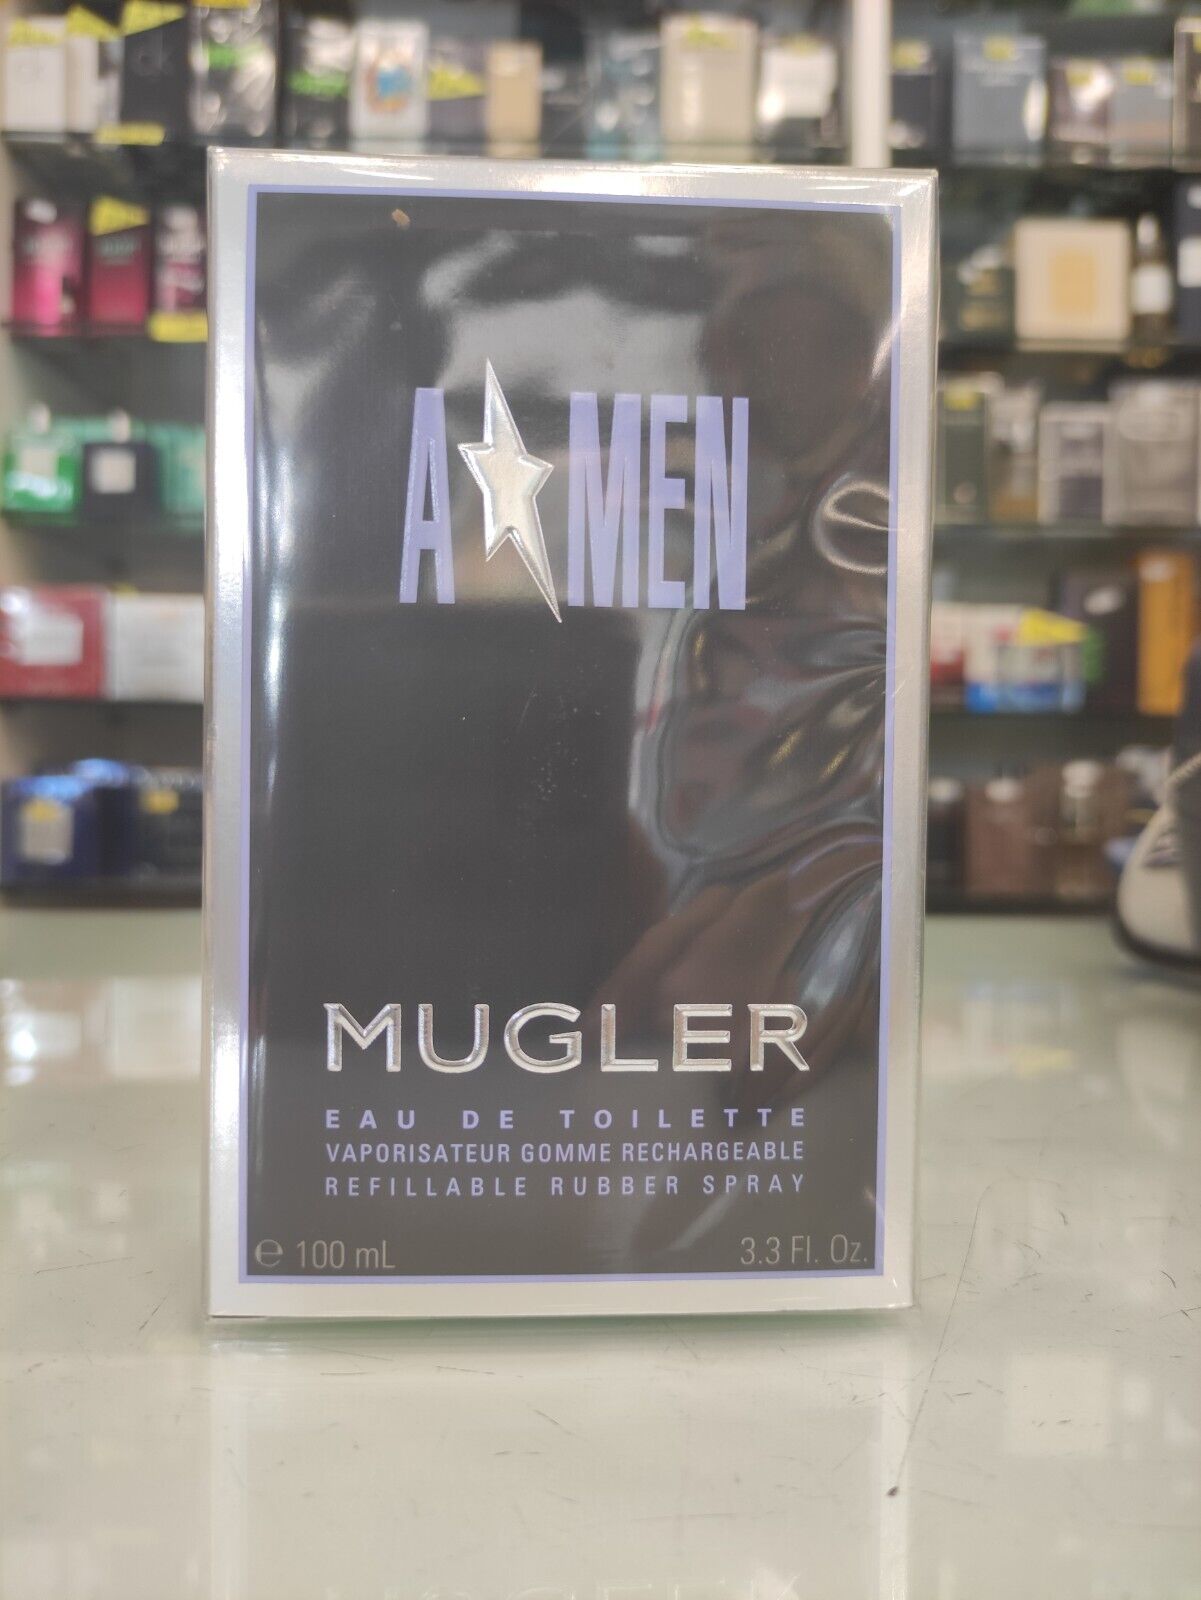 A MEN
MUGLER
EAU DE TOILETTE
VAPORISATEUR GOMME RECHARGEABLE
REFILLABLE RUBBER SPRAY
℮ 100 mL 3.3 Fl. Oz.